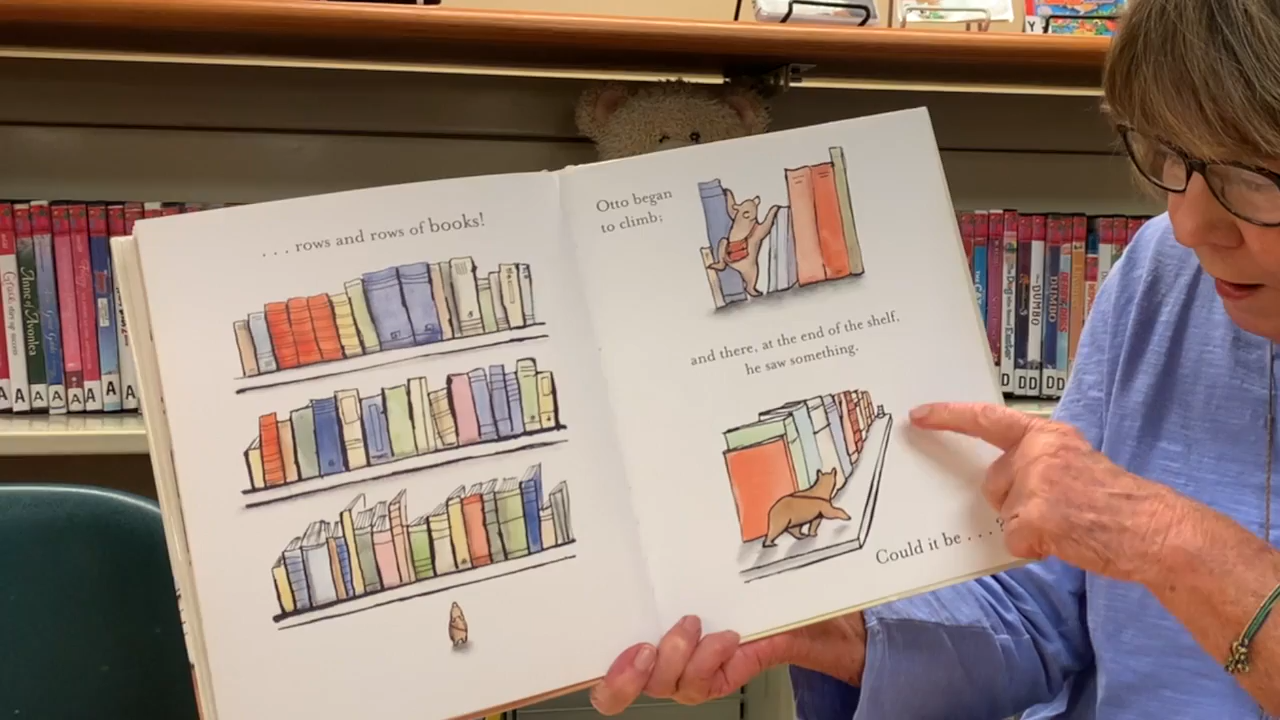 . . . rows and rows of books!
Otto began
to climb;
and there, at the end of the shelf,
he saw something.
Could it be . . . ?
Anne of Avonlea
A
A
A
A
A
A
A
DUMBO
DUMBO
D
D
D
D
D
Y